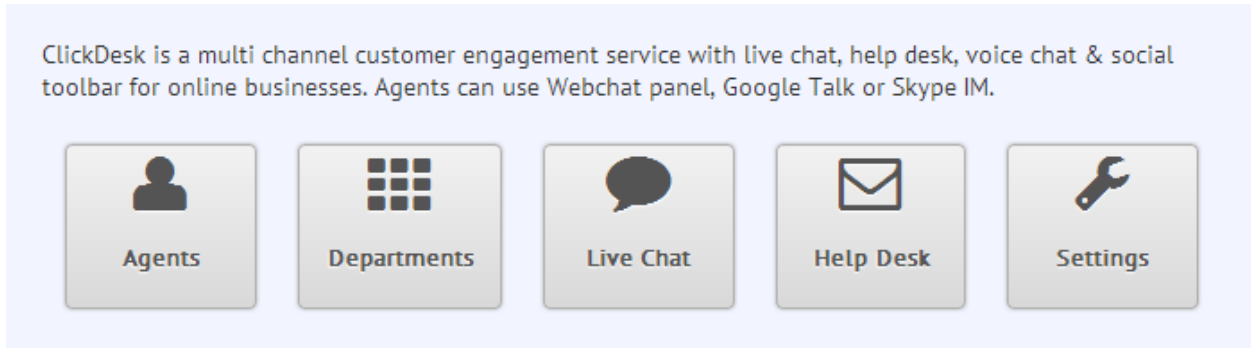 ClickDesk is a multi channel customer engagement service with live chat, help desk, voice chat & social
toolbar for online businesses. Agents can use Webchat panel, Google Talk or Skype IM.
Agents
Departments
Live Chat
Help Desk
Settings